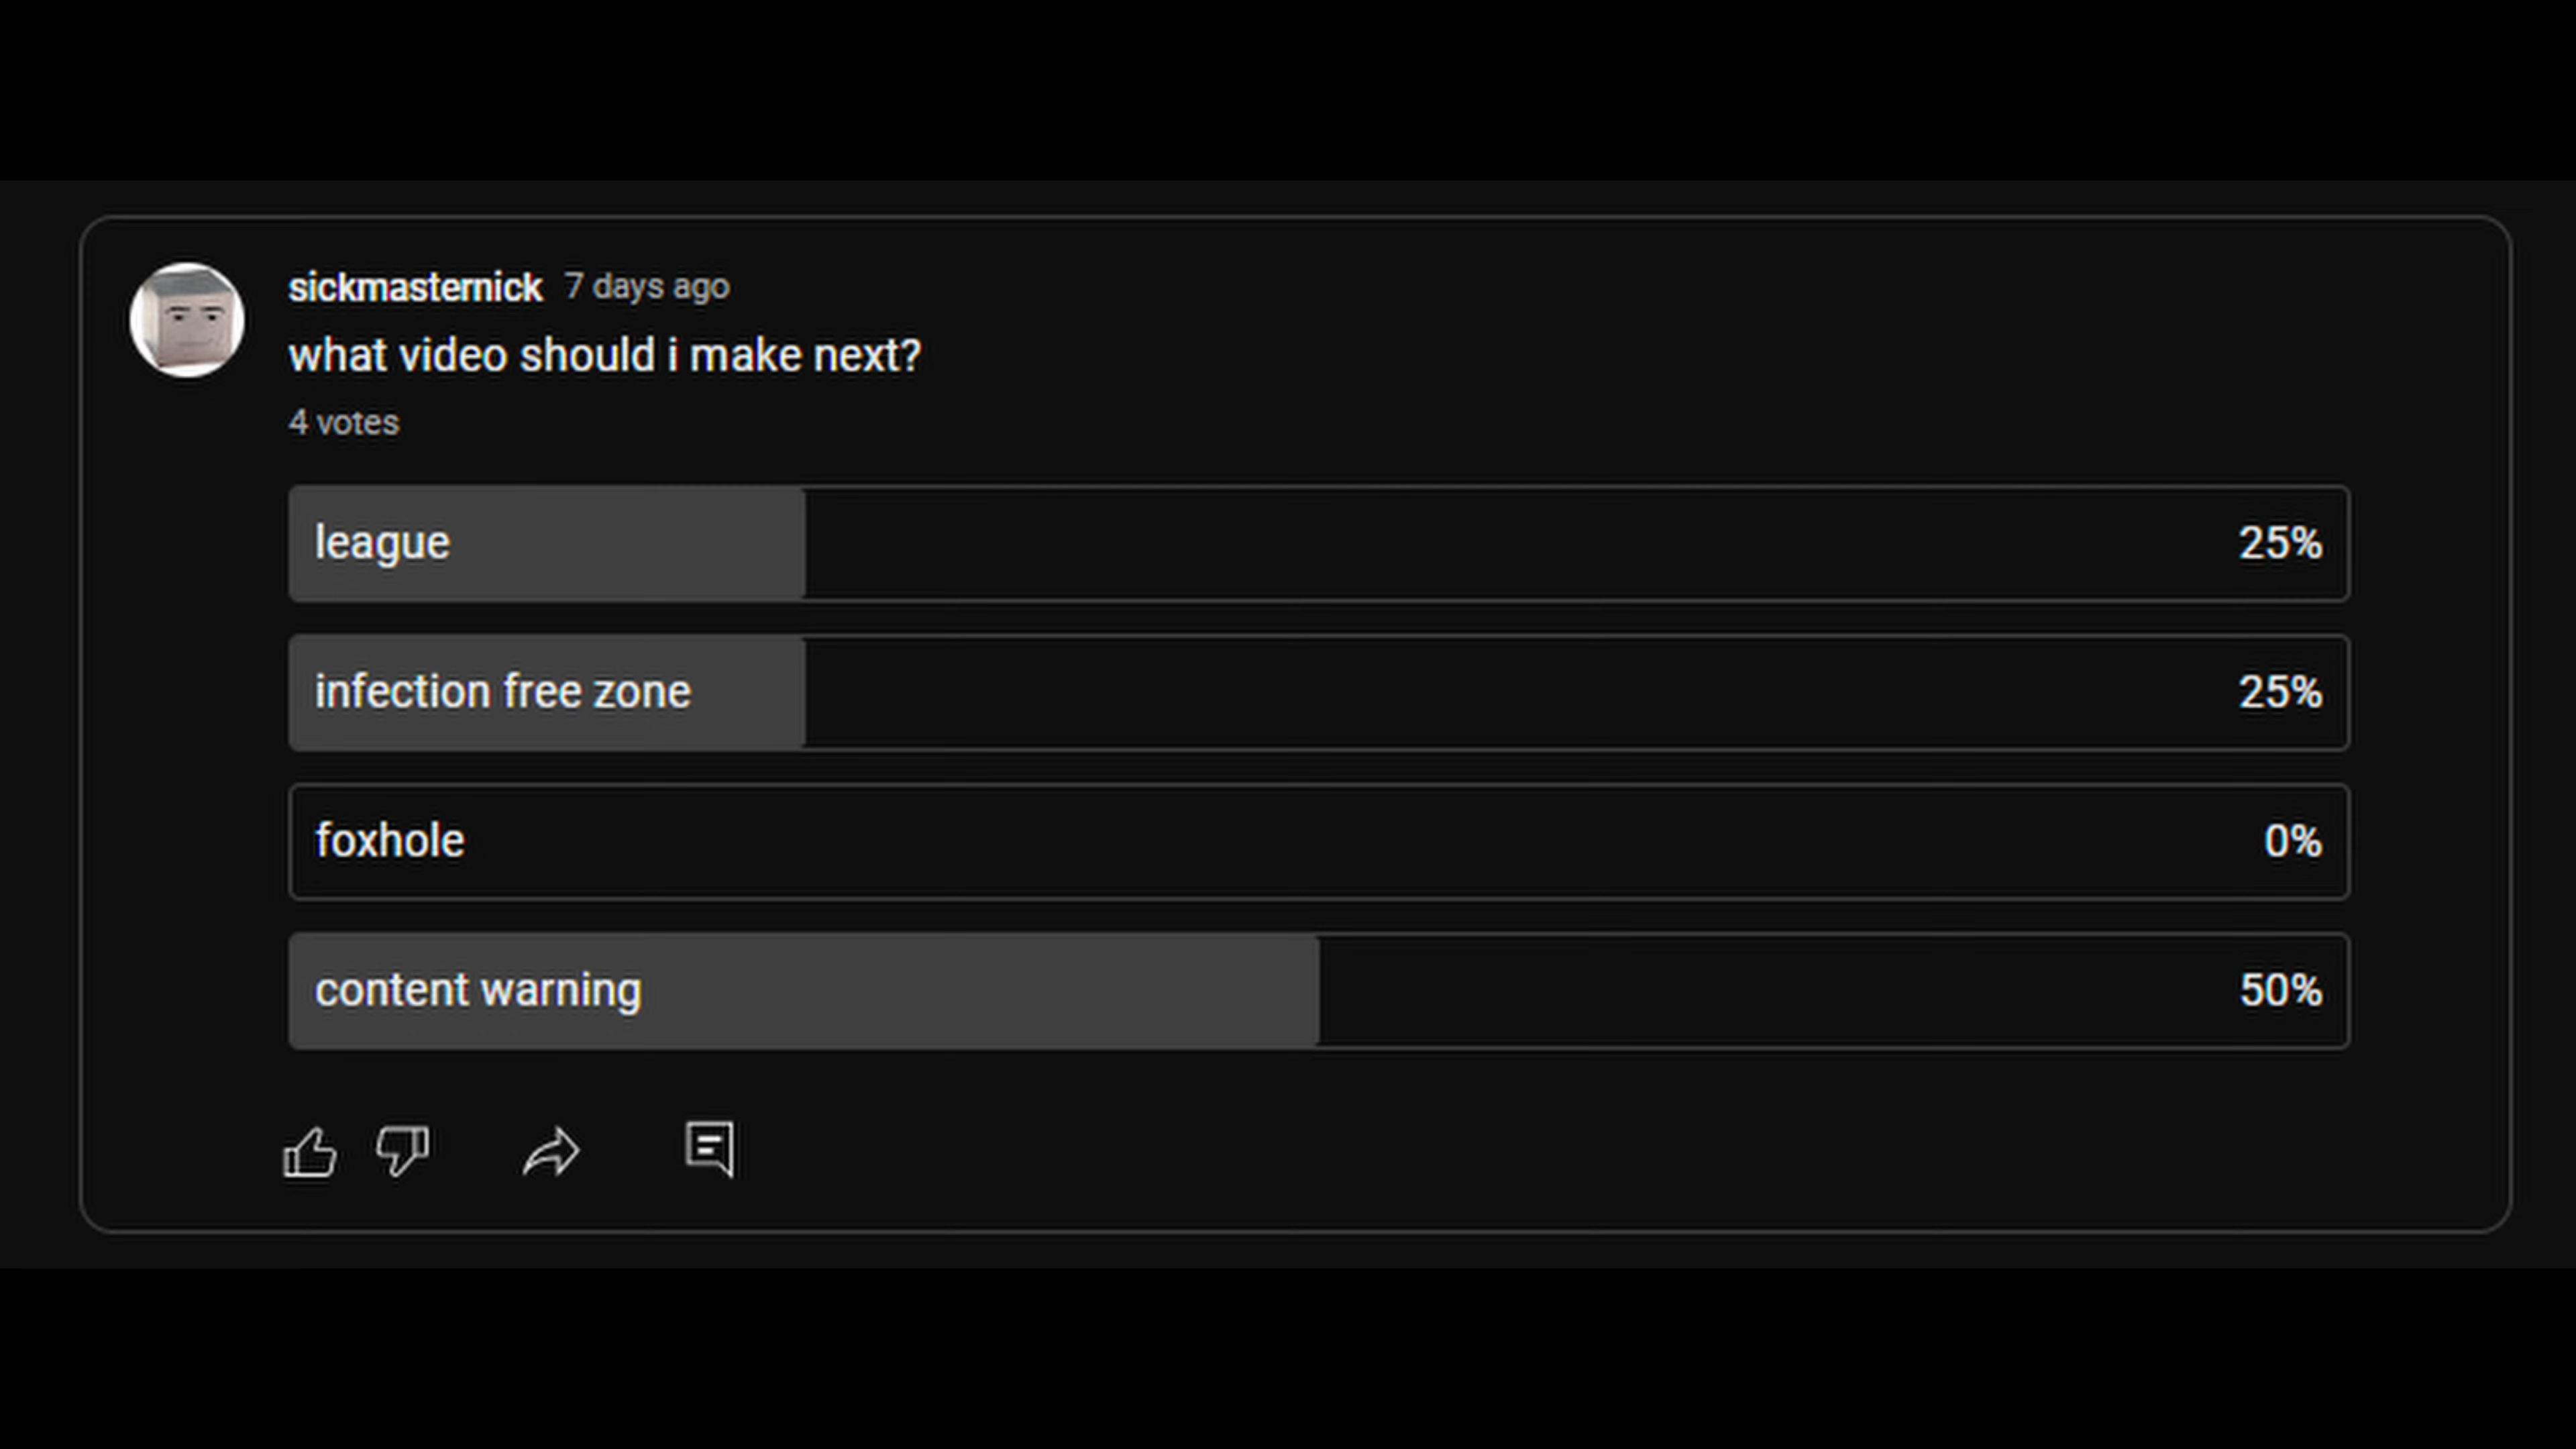 sickmasternick 7 days ago
what video should i make next?
4 votes
league 25%
infection free zone 25%
foxhole 0%
content warning 50%